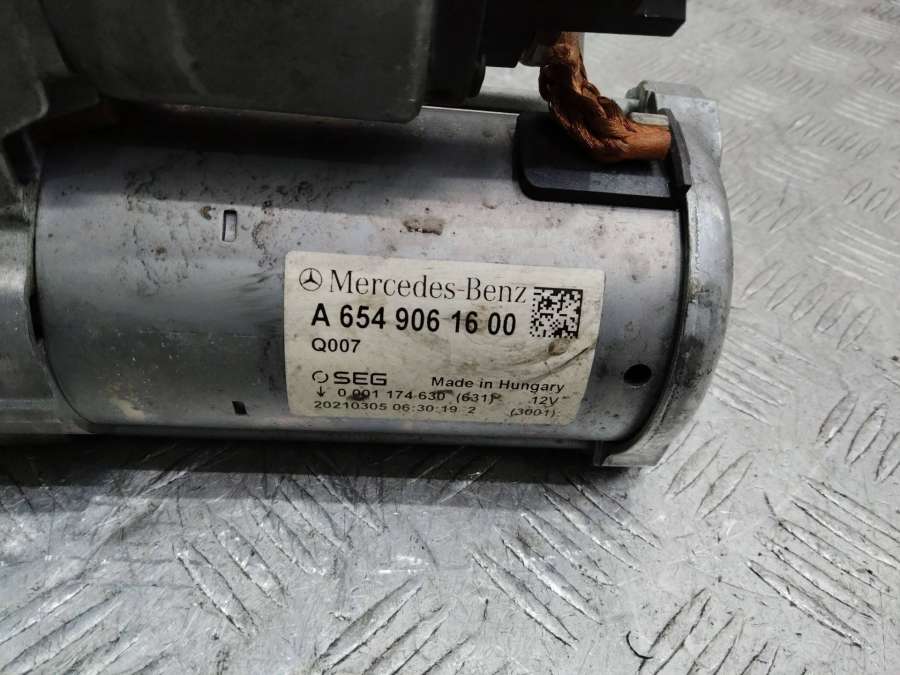 Mercedes-Benz
A 654 906 16 00
Q007
SEG Made in Hungary
0 001 174 630 (631) 12V
20210305 06:30:19 2 (3001)